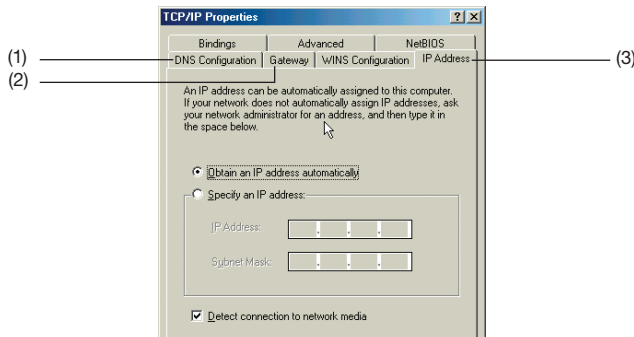 TCP/IP Properties
Bindings Advanced NetBIOS
(1) DNS Configuration Gateway WINS Configuration IP Address (3)
(2)
An IP address can be automatically assigned to this computer.
If your network does not automatically assign IP addresses, ask
your network administrator for an address, and then type it in
the space below.
Obtain an IP address automatically
Specify an IP address:
IP Address:
Subnet Mask:
Detect connection to network media